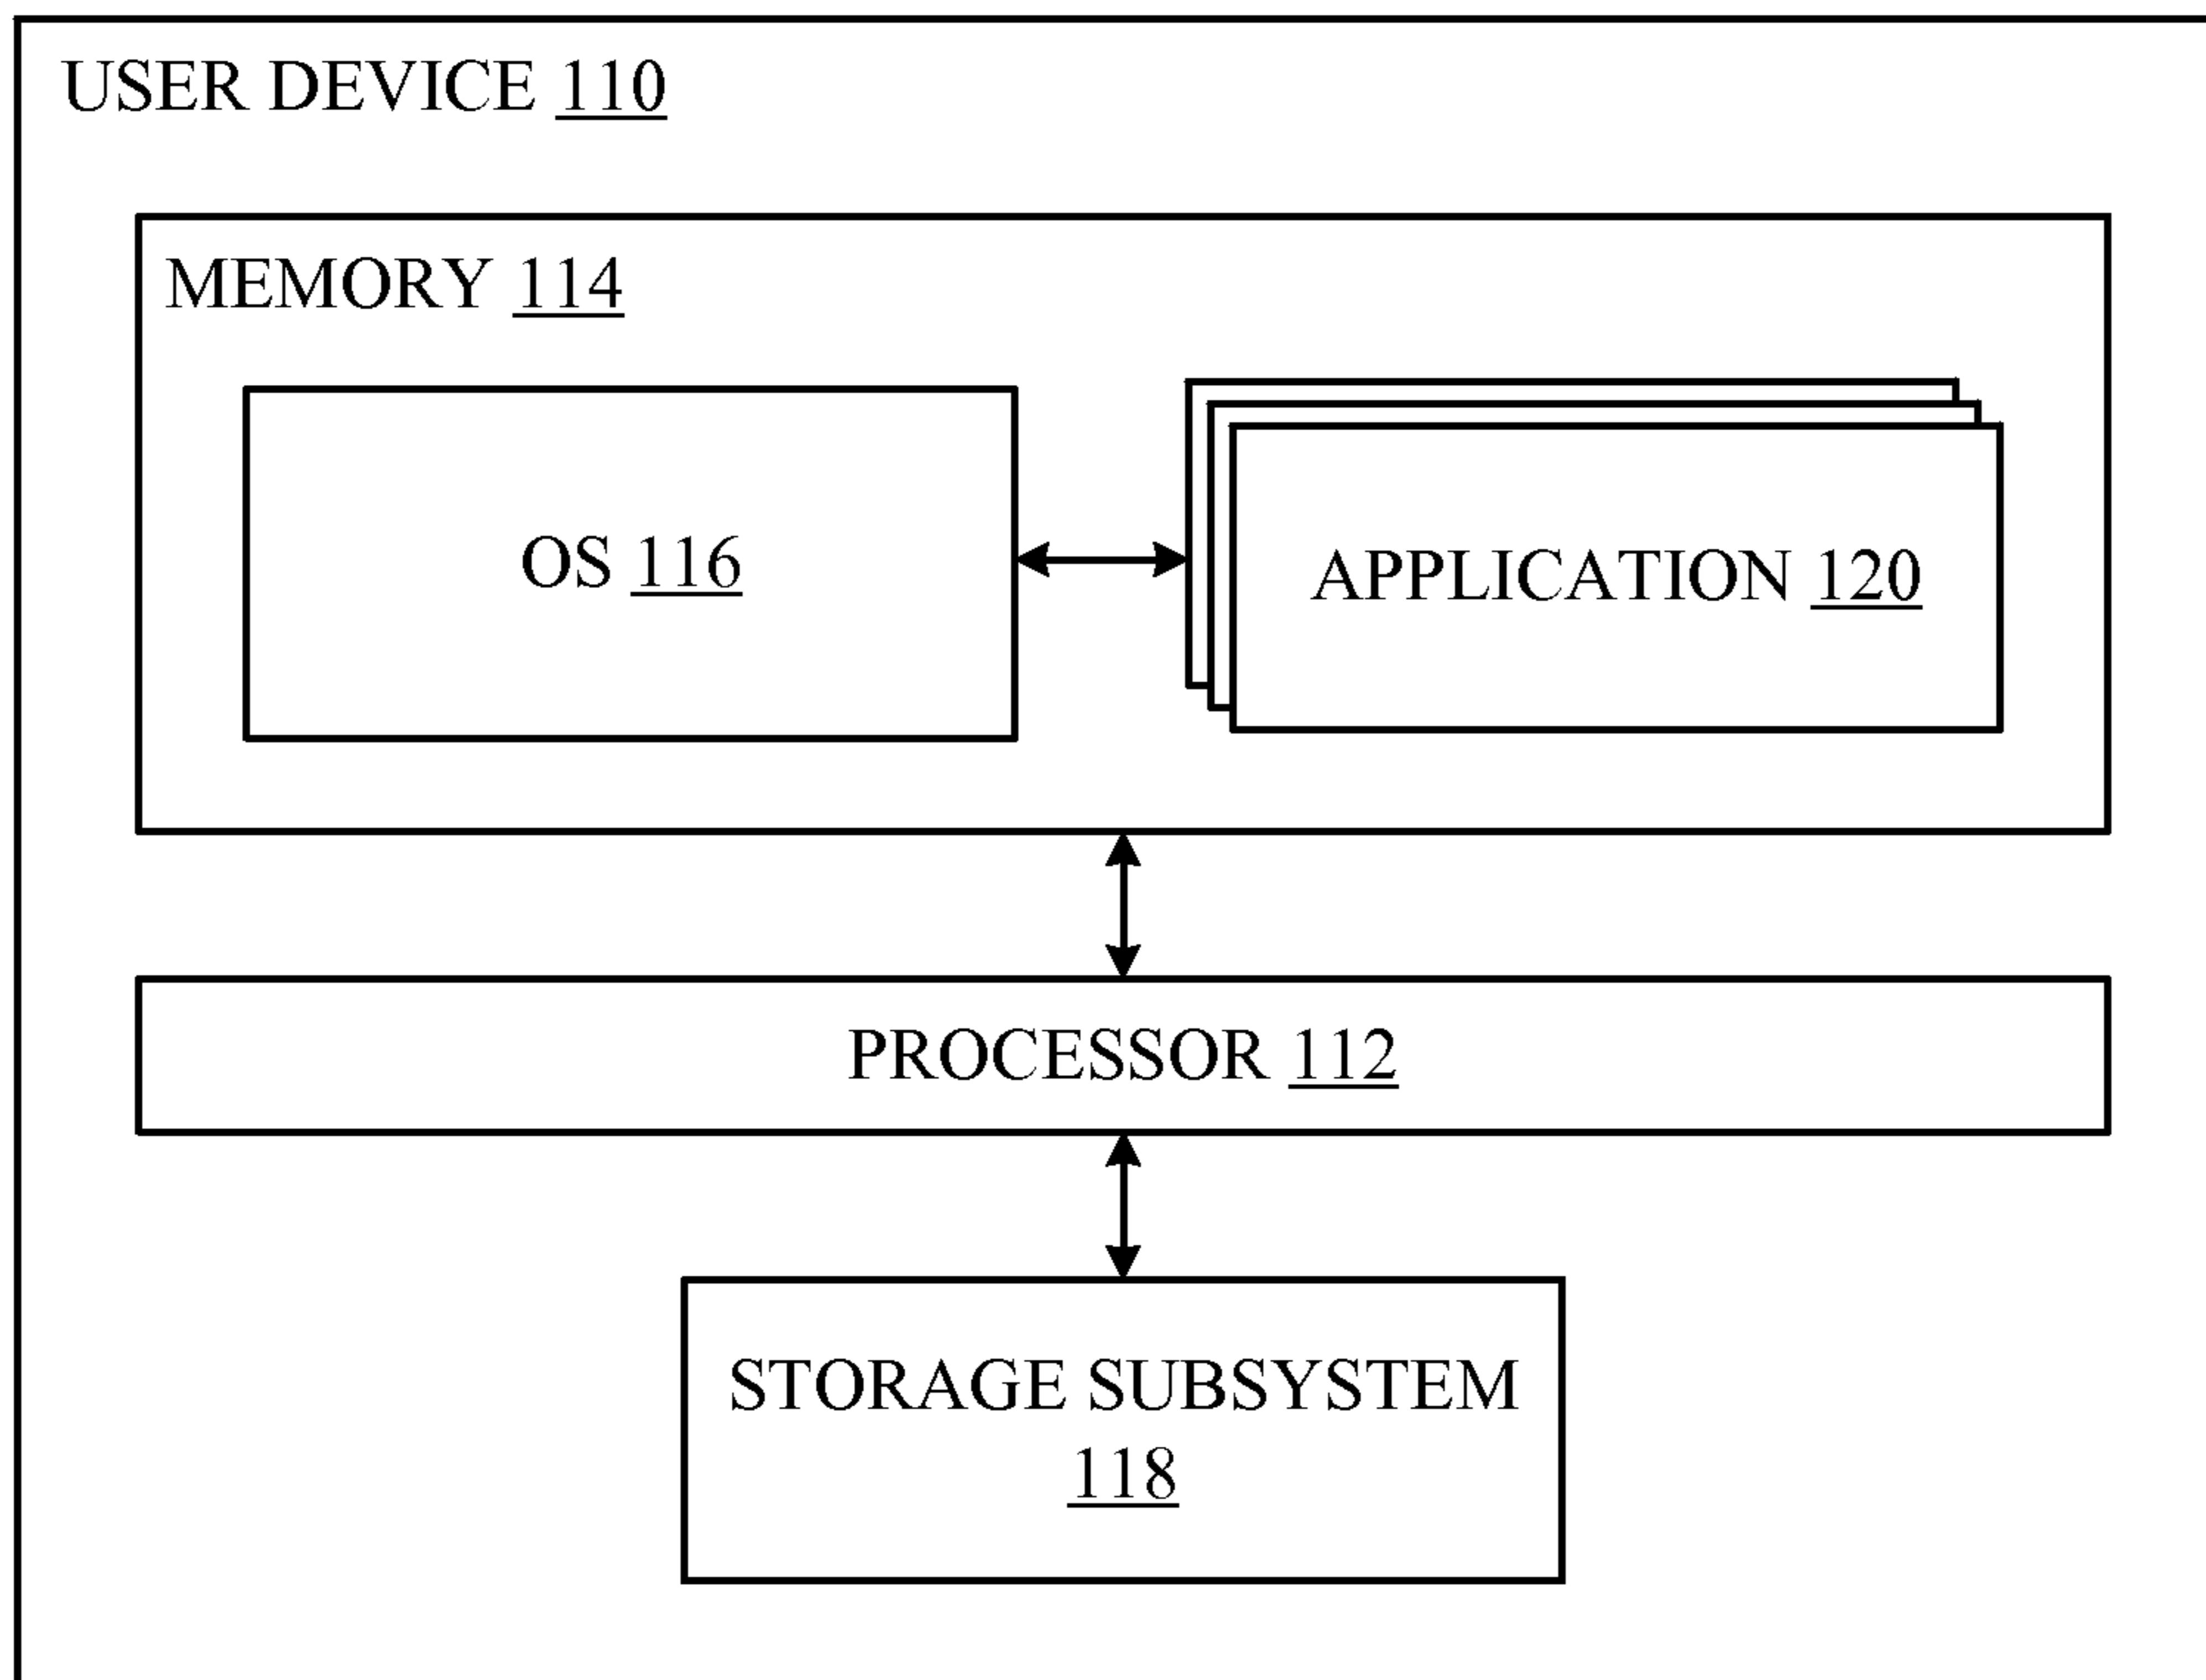 USER DEVICE 110
MEMORY 114
OS 116
APPLICATION 120
PROCESSOR 112
STORAGE SUBSYSTEM
118